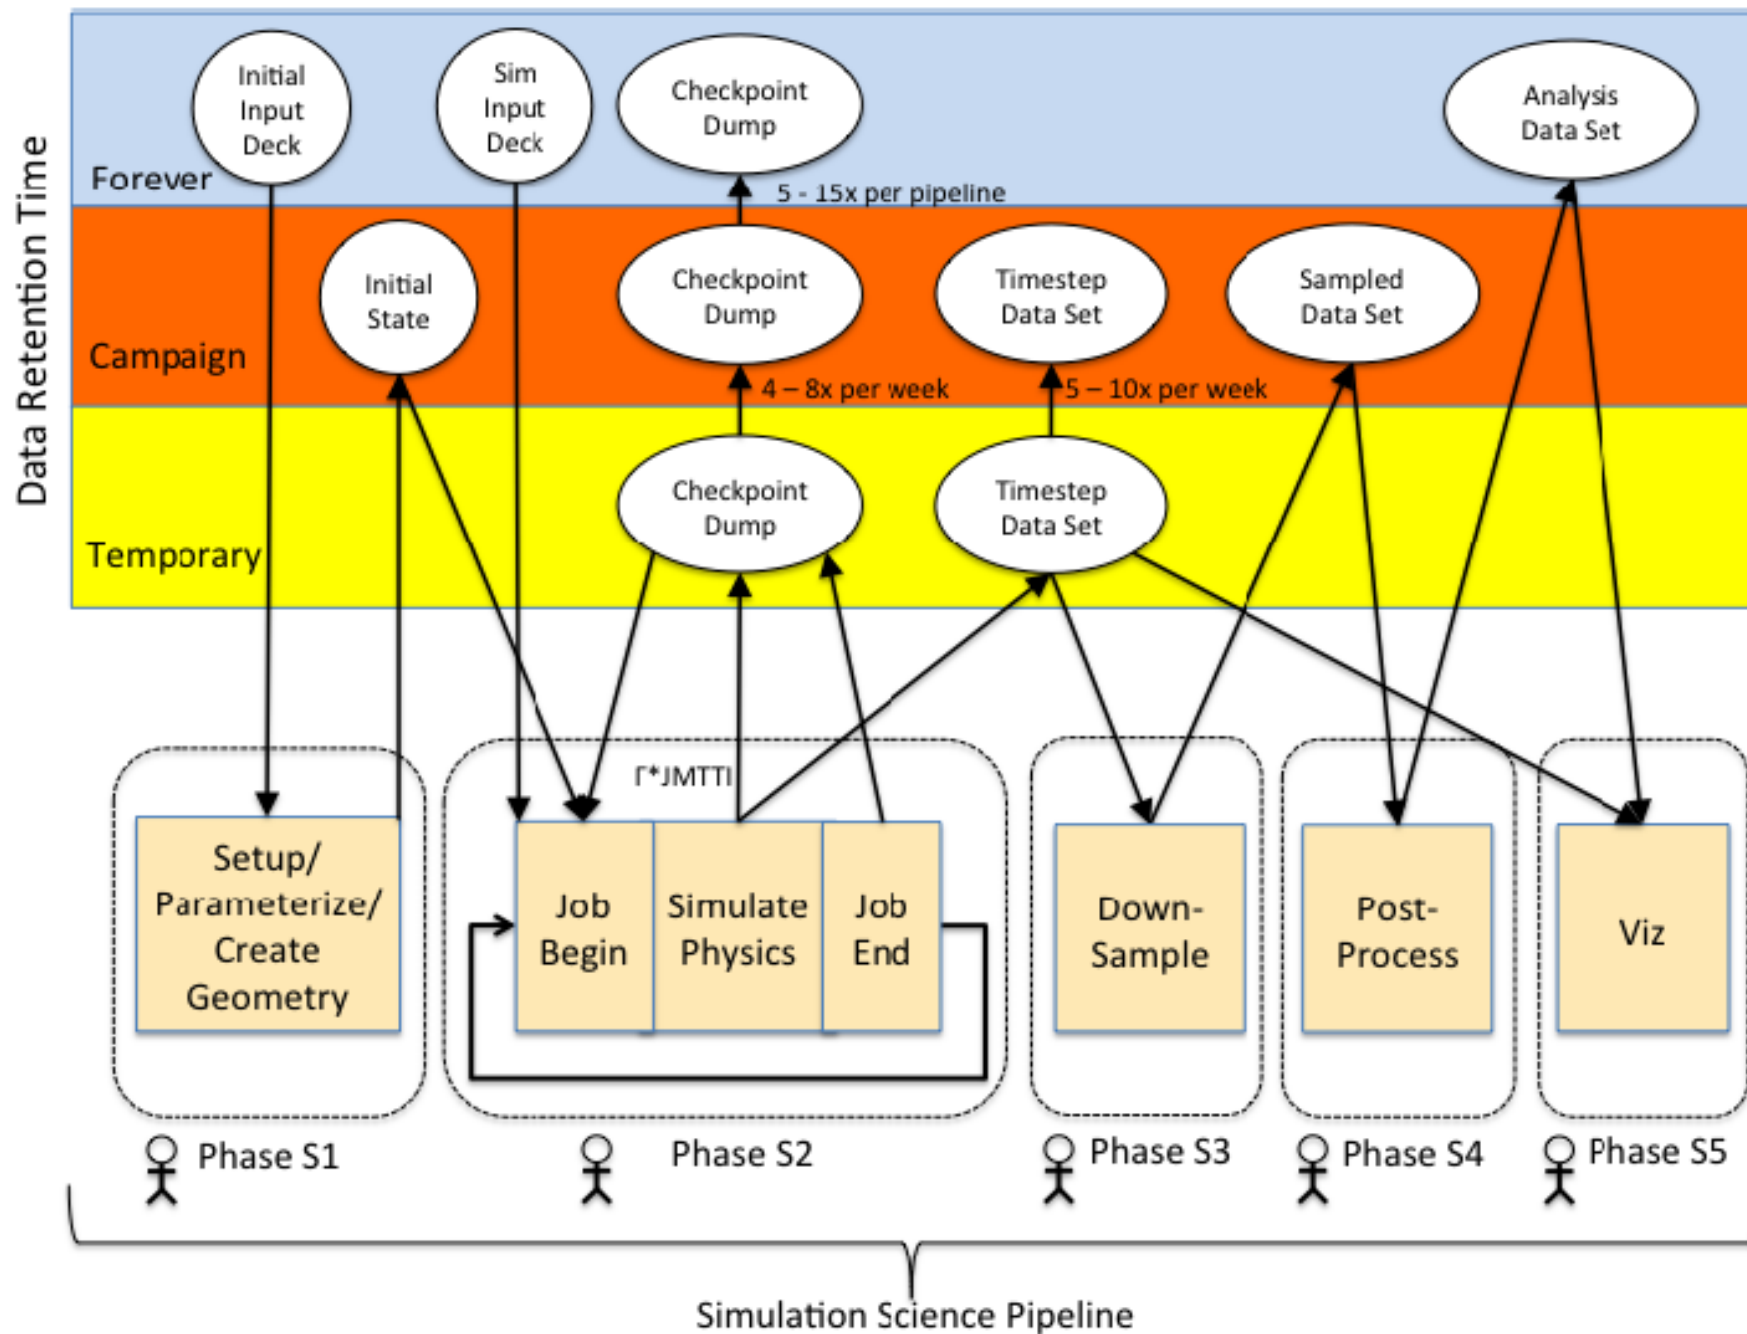 Data Retention Time
Initial
Input
Deck
Sim
Input
Deck
Checkpoint
Dump
Analysis
Data Set
Forever
5 - 15x per pipeline
Initial
State
Checkpoint
Dump
Timestep
Data Set
Sampled
Data Set
Campaign
4 – 8x per week
5 – 10x per week
Checkpoint
Dump
Timestep
Data Set
Temporary
Γ*JMTTI
Setup/
Parameterize/
Create
Geometry
Job
Begin
Simulate
Physics
Job
End
Down-
Sample
Post-
Process
Viz
Phase S1
Phase S2
Phase S3
Phase S4
Phase S5
Simulation Science Pipeline